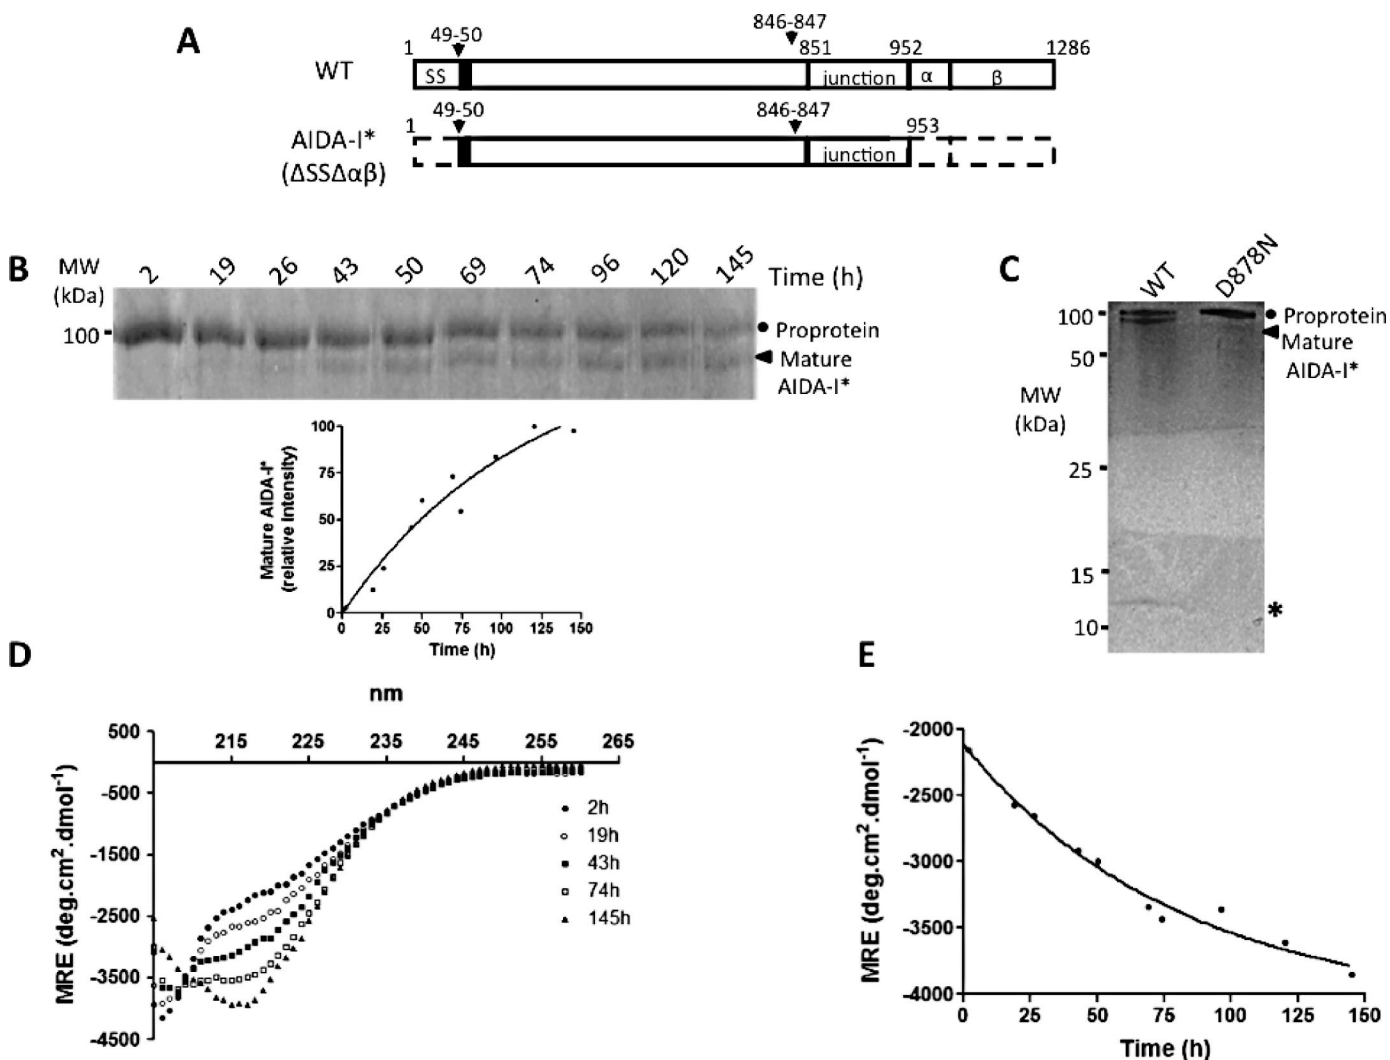 A
WT
1
49-50
846-847
851
952
1286
SS
junction
α
β
AIDA-I*
(ΔSSΔαβ)
1
49-50
846-847
953
junction
B
MW
(kDa)
2 19 26 43 50 69 74 96 120 145 Time (h)
100
Proprotein
Mature
AIDA-I*
Mature AIDA-I*
(relative intensity)
100
75
50
25
0
0 25 50 75 100 125 150
Time (h)
C
WT D878N
100
50
MW
(kDa)
25
15
10
Proprotein
Mature
AIDA-I*
*
D
nm
500
215 225 235 245 255 265
-500
-1500
-2500
-3500
-4500
MRE (deg.cm².dmol⁻¹)
2h
19h
43h
74h
145h
E
-2000
-2500
-3000
-3500
-4000
MRE (deg.cm².dmol⁻¹)
0 25 50 75 100 125 150
Time (h)